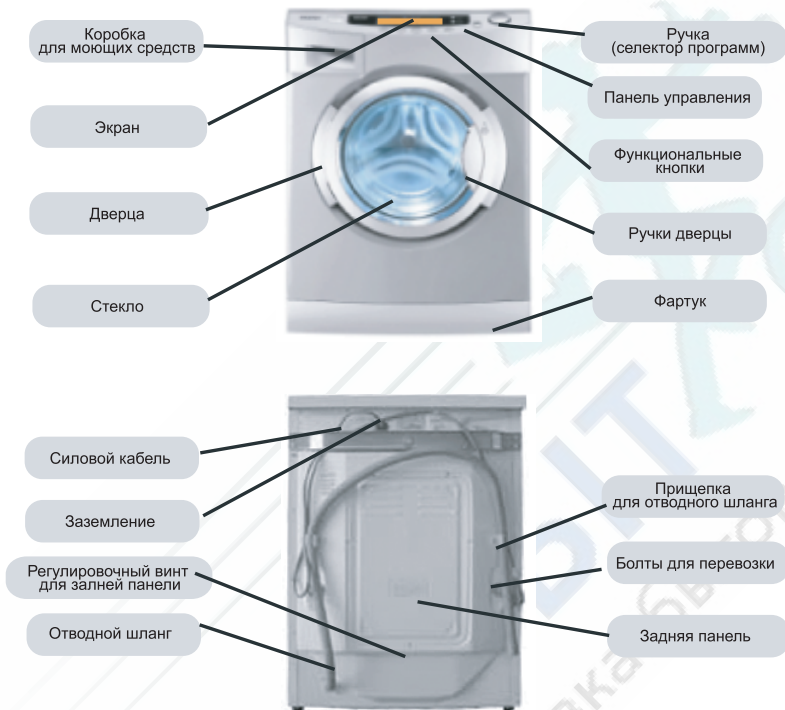 Коробка
для моющих средств
Экран
Дверца
Стекло
Ручка
(селектор программ)
Панель управления
Функциональные
кнопки
Ручки дверцы
Фартук
Силовой кабель
Заземление
Регулировочный винт
для залней панели
Отводной шланг
Прищепка
для отводного шланга
Болты для перевозки
Задняя панель